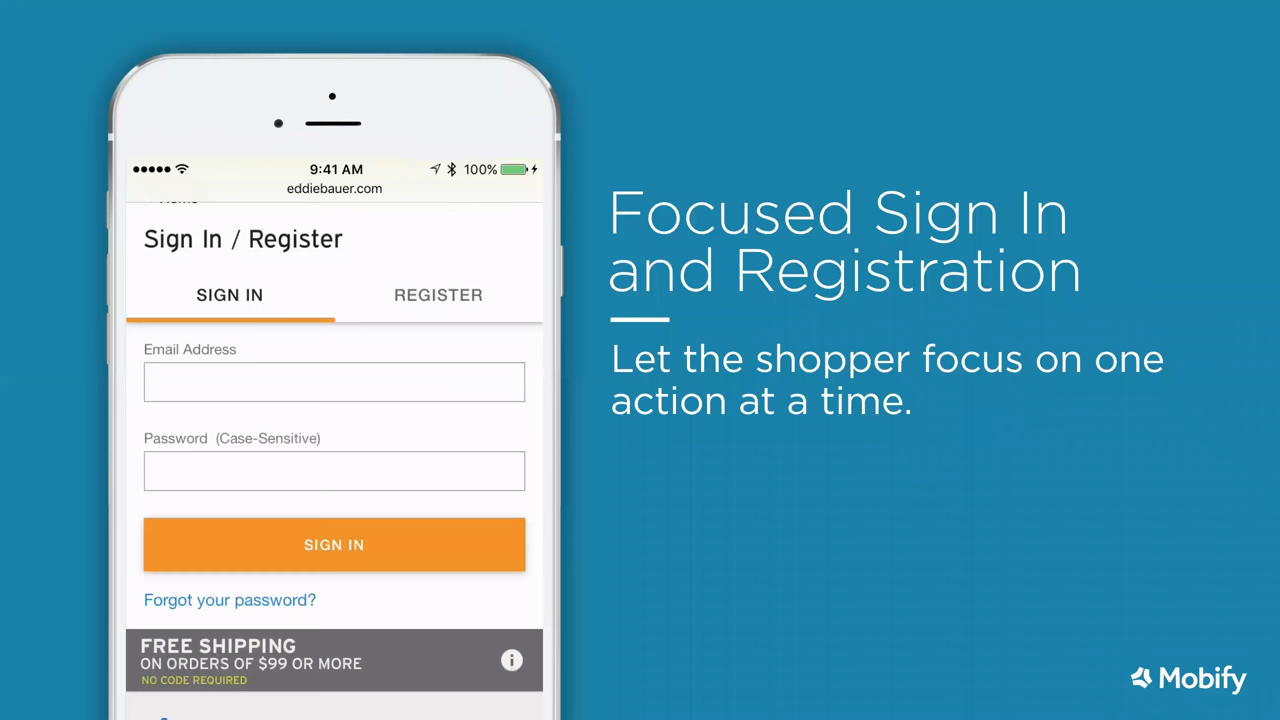 9:41 AM
100%
eddiebauer.com
Sign In / Register
SIGN IN
REGISTER
Email Address
Password (Case-Sensitive)
SIGN IN
Forgot your password?
FREE SHIPPING
ON ORDERS OF $99 OR MORE
NO CODE REQUIRED
Focused Sign In
and Registration
Let the shopper focus on one
action at a time.
Mobify